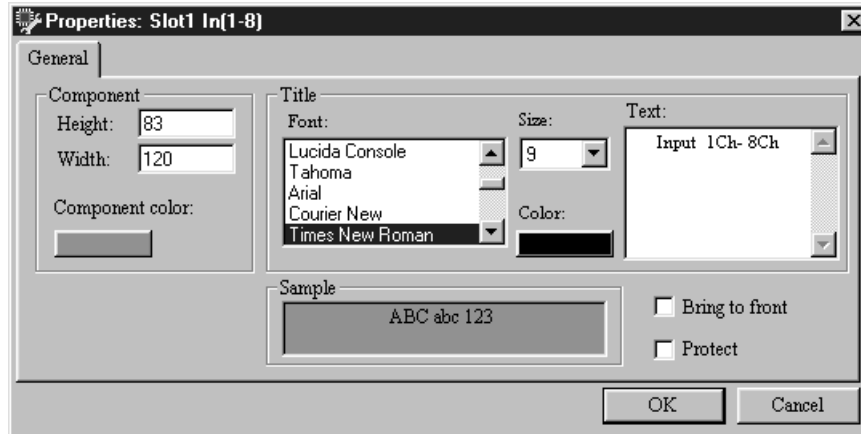 Properties: Slot1 In(1-8)
General
Component
Height: 83
Width: 120
Component color:
Title
Font:
Lucida Console
Tahoma
Arial
Courier New
Times New Roman
Size:
9
Color:
Text:
Input 1Ch- 8Ch
Sample
ABC abc 123
Bring to front
Protect
OK
Cancel